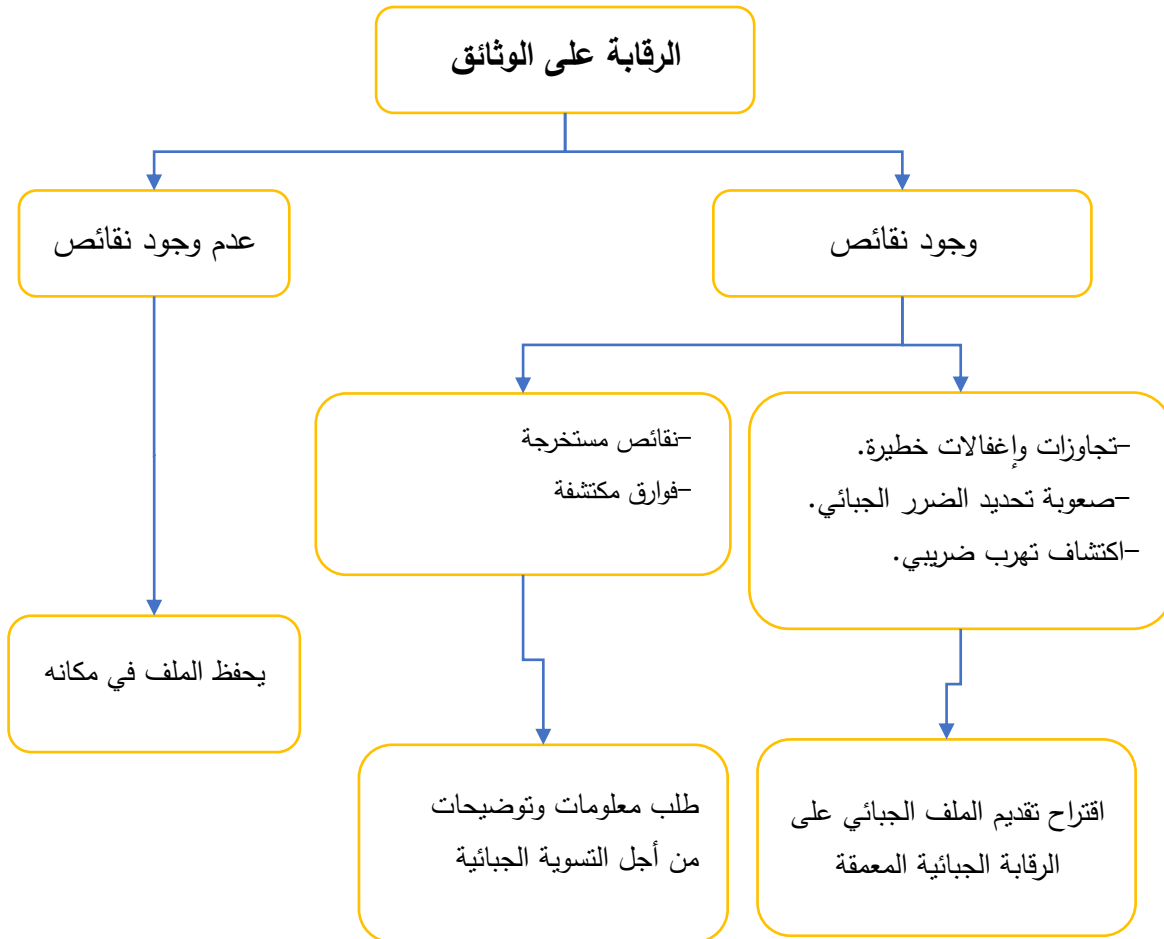 الرقابة على الوثائق
وجود نقائص
عدم وجود نقائص
-تجاوزات وإغفالات خطيرة.
-صعوبة تحديد الضرر الجبائي.
-اكتشاف تهرب ضريبي.
-نقائص مستخرجة
-فوارق مكتشفة
يحفظ الملف في مكانه
اقتراح تقديم الملف الجبائي على
الرقابة الجبائية المعمقة
طلب معلومات وتوضيحات
من أجل التسوية الجبائية